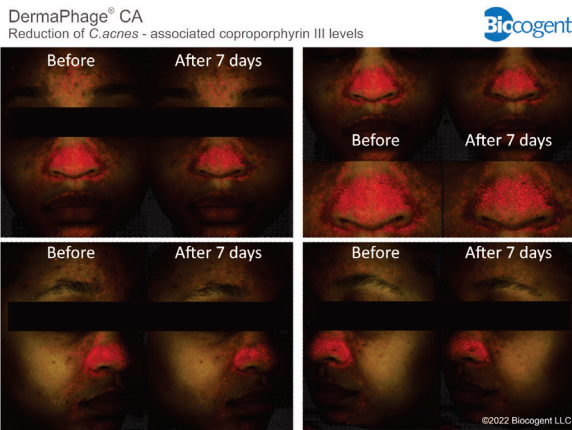 DermaPhage® CA
Reduction of C.acnes - associated coproporphyrin III levels
Biocogent
Before
After 7 days
Before
After 7 days
Before
After 7 days
Before
After 7 days
©2022 Biocogent LLC